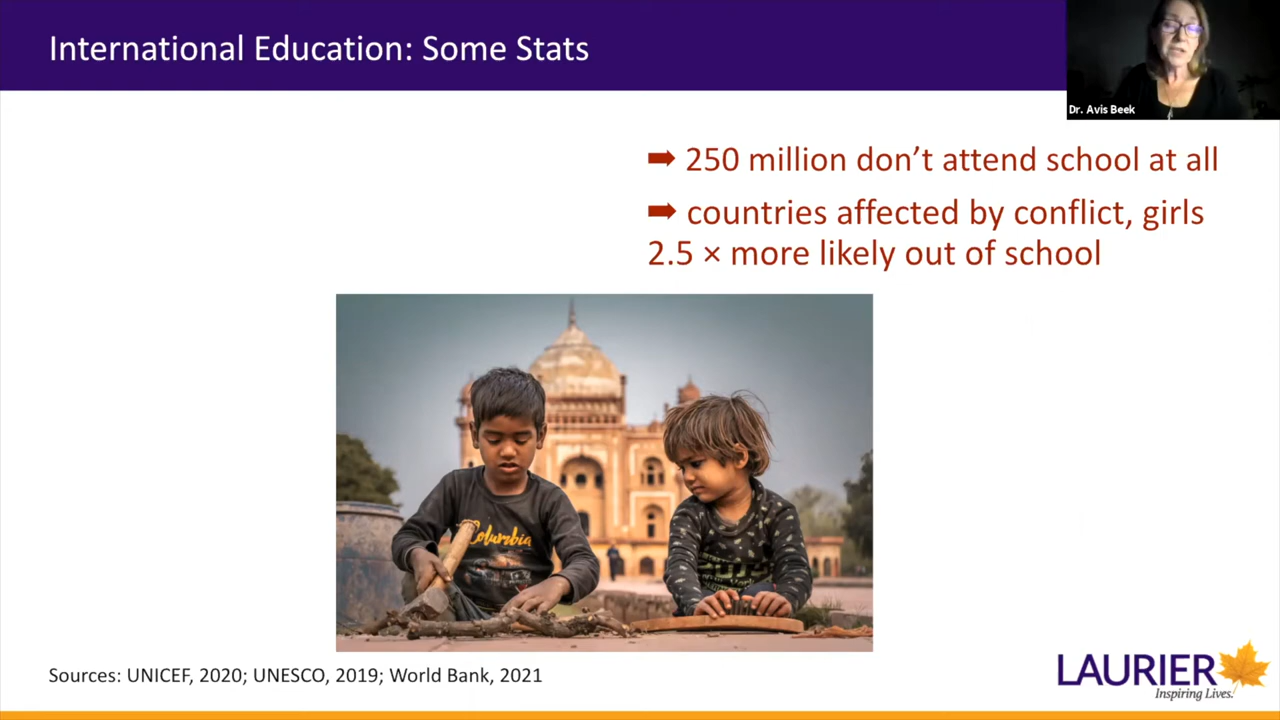 International Education: Some Stats
Dr. Avis Beek
➡ 250 million don’t attend school at all
➡ countries affected by conflict, girls
2.5 × more likely out of school
Columbia
Sources: UNICEF, 2020; UNESCO, 2019; World Bank, 2021
LAURIER
Inspiring Lives.